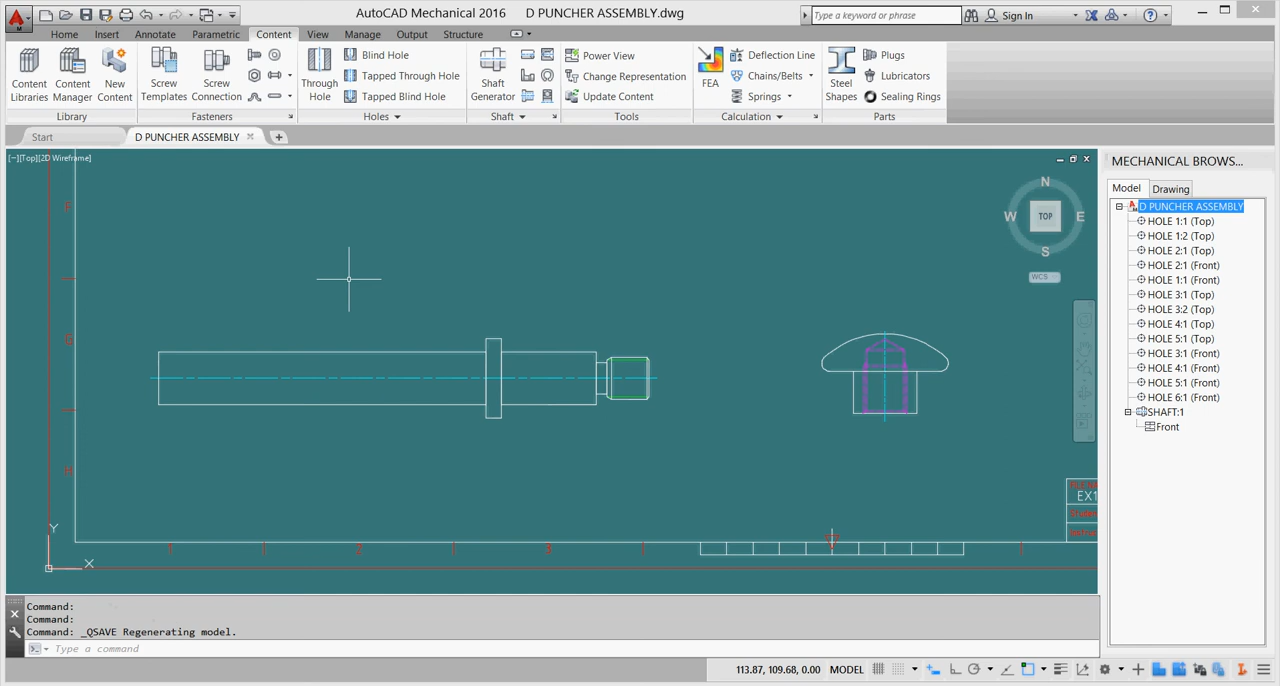 AutoCAD Mechanical 2016 D PUNCHER ASSEMBLY.dwg
Type a keyword or phrase
Sign In
Home Insert Annotate Parametric Content View Manage Output Structure
Content Libraries
Content Manager
New Content
Library
Screw Templates
Screw Connection
Fasteners
Through Hole
Blind Hole
Tapped Through Hole
Tapped Blind Hole
Holes
Shaft Generator
Shaft
Power View
Change Representation
Update Content
Tools
FEA
Deflection Line
Chains/Belts
Springs
Calculation
Steel Shapes
Plugs
Lubricators
Sealing Rings
Parts
Start
D PUNCHER ASSEMBLY
[−][Top][2D Wireframe]
N
W TOP E
S
WCS
EX1
Y
X
1 2 3
MECHANICAL BROWS...
Model Drawing
D PUNCHER ASSEMBLY
HOLE 1:1 (Top)
HOLE 1:2 (Top)
HOLE 2:1 (Top)
HOLE 2:1 (Front)
HOLE 1:1 (Front)
HOLE 3:1 (Top)
HOLE 3:2 (Top)
HOLE 4:1 (Top)
HOLE 5:1 (Top)
HOLE 3:1 (Front)
HOLE 4:1 (Front)
HOLE 5:1 (Front)
HOLE 6:1 (Front)
SHAFT:1
Front
Command:
Command:
Command: _QSAVE Regenerating model.
Type a command
113.87, 109.68, 0.00 MODEL